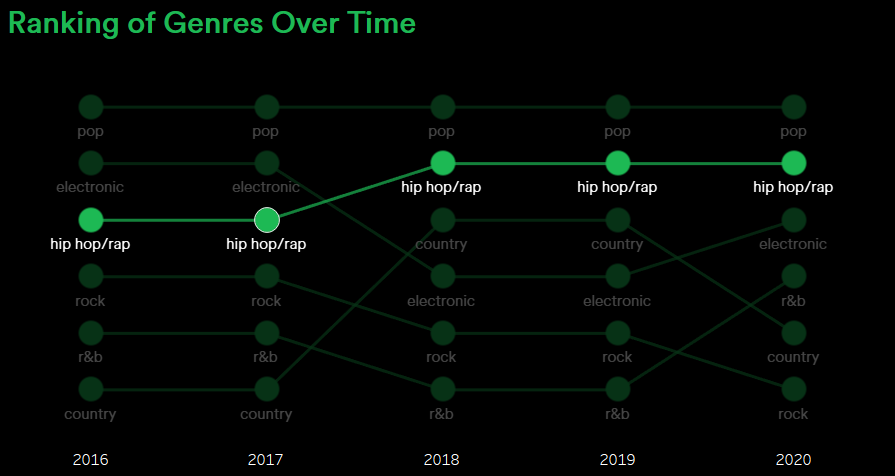 Ranking of Genres Over Time
pop pop pop pop pop
electronic electronic hip hop/rap hip hop/rap hip hop/rap
hip hop/rap hip hop/rap country country electronic
rock rock electronic electronic r&b
r&b r&b rock rock country
country country r&b r&b rock
2016 2017 2018 2019 2020